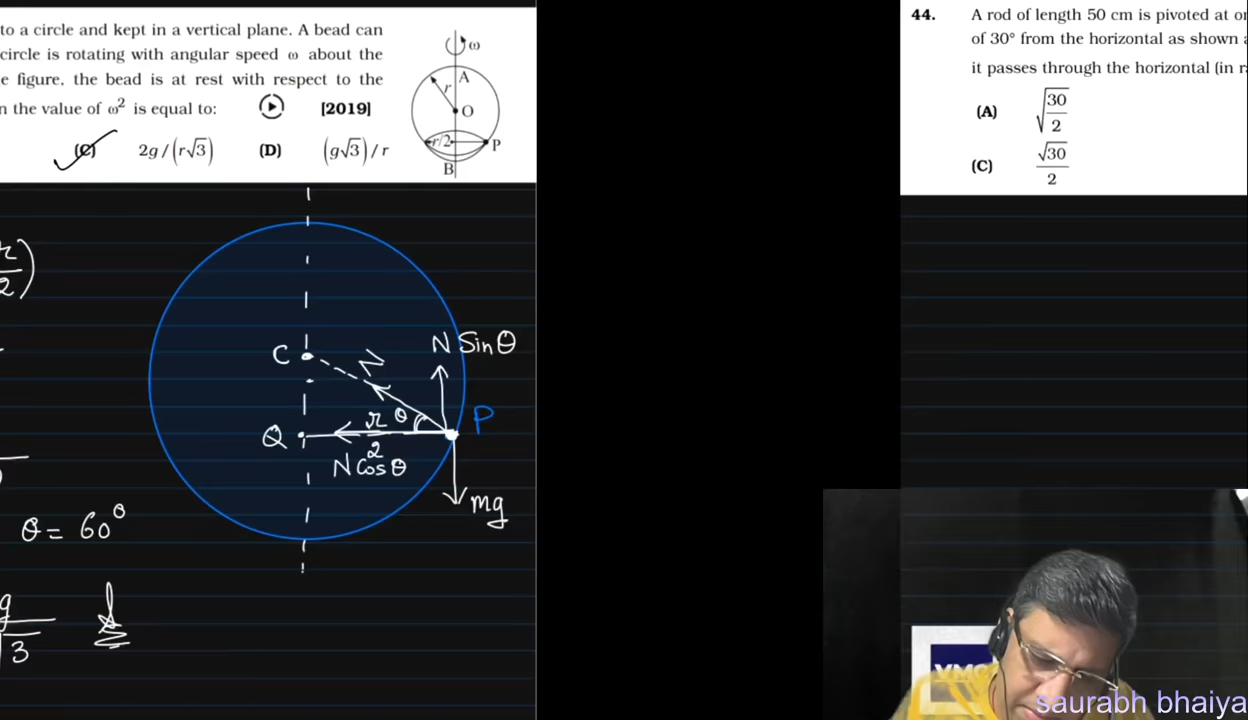 to a circle and kept in a vertical plane. A bead can
circle is rotating with angular speed ω about the
e figure, the bead is at rest with respect to the
n the value of ω² is equal to: [2019]
(C) 2g/(r√3) (D) (g√3)/r
ω
A
r
O
r/2
P
B
44. A rod of length 50 cm is pivoted at
of 30° from the horizontal as shown
it passes through the horizontal (in
(A) √(30/2)
(C) √30/2
2)
N Sinθ
C
N
r/2 θ
P
Q
N Cosθ
mg
θ = 60°
g
3
VMC
saurabh bhaiya